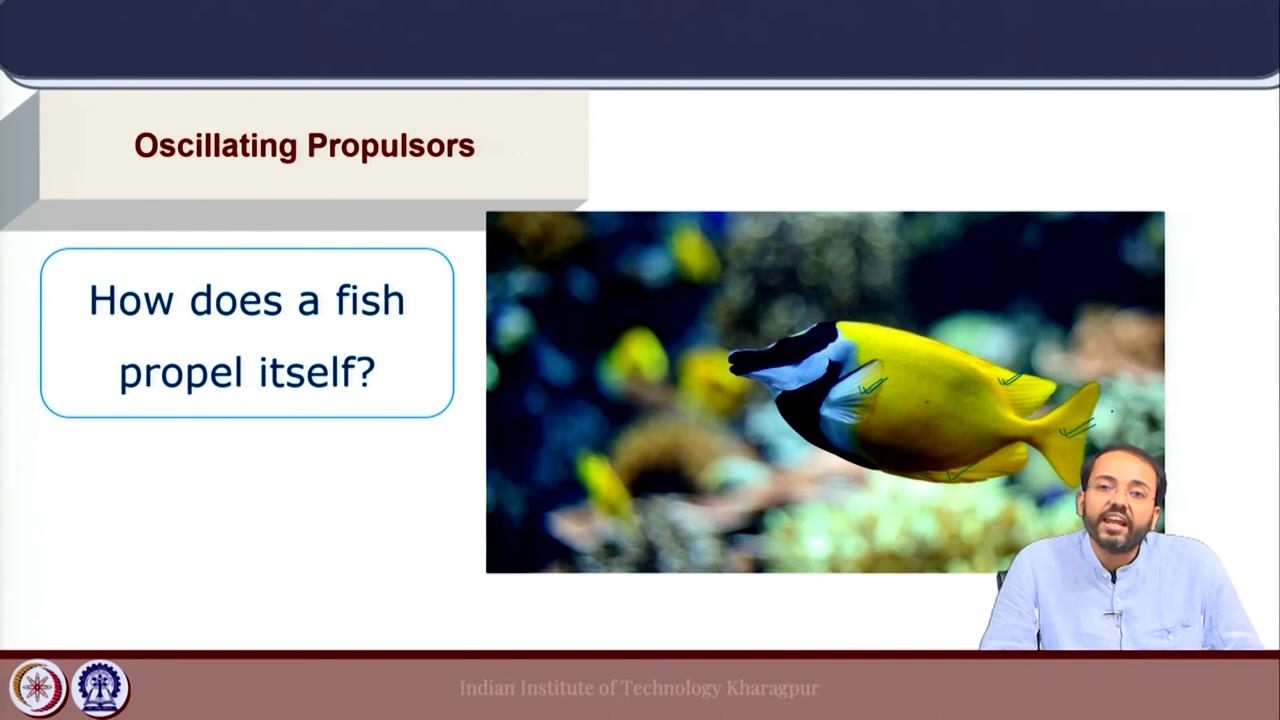 Oscillating Propulsors
How does a fish
propel itself?
Indian Institute of Technology Kharagpur